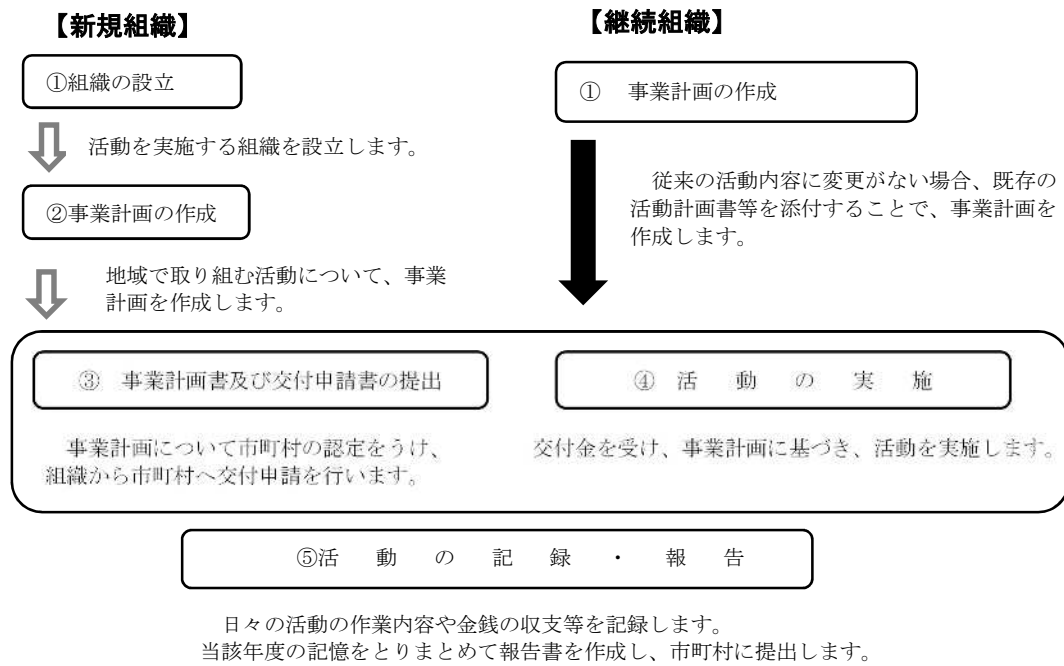 【新規組織】
①組織の設立
活動を実施する組織を設立します。
②事業計画の作成
地域で取り組む活動について、事業
計画を作成します。
【継続組織】
① 事業計画の作成
従来の活動内容に変更がない場合、既存の
活動計画書等を添付することで、事業計画を
作成します。
③ 事業計画書及び交付申請書の提出
事業計画について市町村の認定をうけ、
組織から市町村へ交付申請を行います。
④ 活 動 の 実 施
交付金を受け、事業計画に基づき、活動を実施します。
⑤活 動 の 記 録 ・ 報 告
日々の活動の作業内容や金銭の収支等を記録します。
当該年度の記憶をとりまとめて報告書を作成し、市町村に提出します。